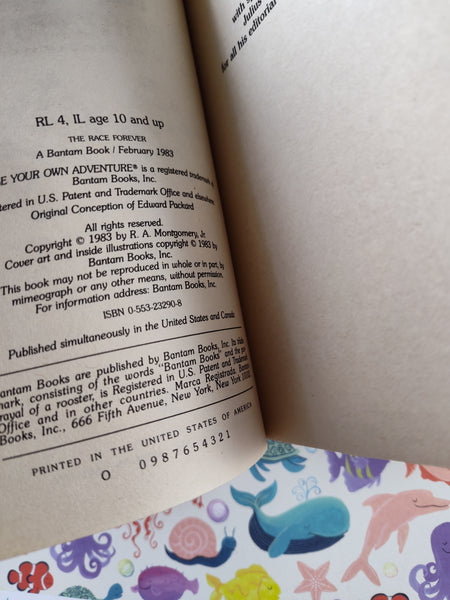 RL 4, IL age 10 and up
THE RACE FOREVER
A Bantam Book / February 1983
E YOUR OWN ADVENTURE® is a registered trademark of
Bantam Books, Inc.
tered in U.S. Patent and Trademark Office and elsewhere.
Original Conception of Edward Packard
All rights reserved.
Copyright © 1983 by R. A. Montgomery, Jr.
Cover art and inside illustrations copyright © 1983 by
Bantam Books, Inc.
This book may not be reproduced in whole or in part, by
mimeograph or any other means, without permission.
For information address: Bantam Books, Inc.
ISBN 0-553-23290-8
Published simultaneously in the United States and Canada
antam Books are published by Bantam Books, Inc. Its trade
mark, consisting of the words "Bantam Books" and the por
rayal of a rooster, is Registered in U.S. Patent and Trademark
Office and in other countries. Marca Registrada. Bantam
Books, Inc., 666 Fifth Avenue, New York, New York
PRINTED IN THE UNITED STATES OF AMERICA
O 0987654321
with
Julius
for all his editorial